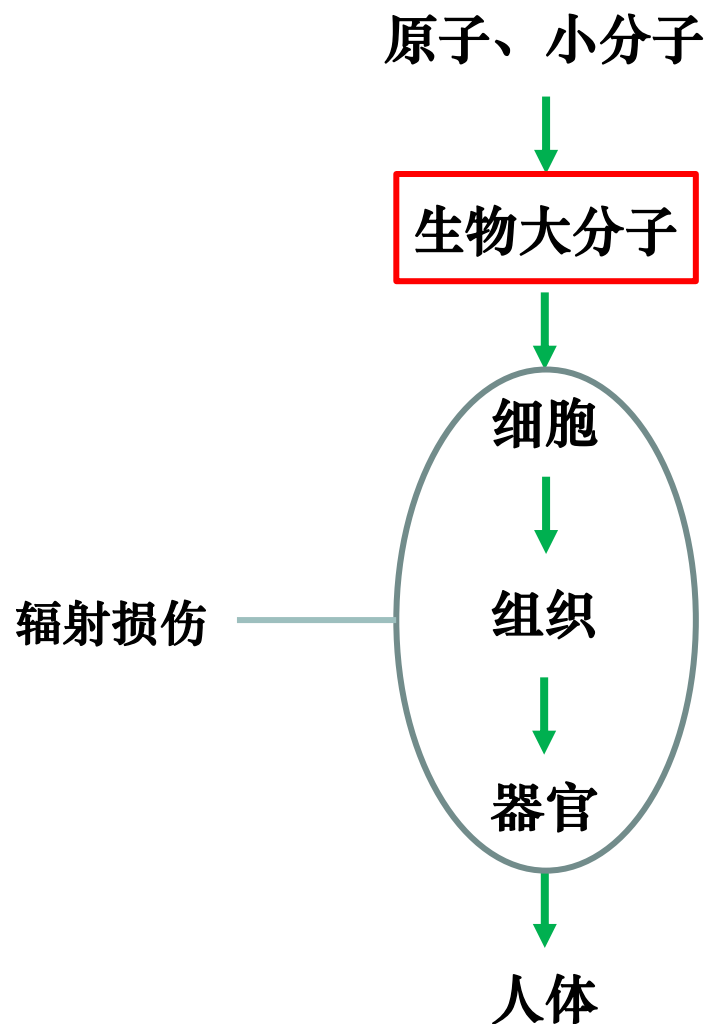 原子、小分子
生物大分子
细胞
辐射损伤
组织
器官
人体